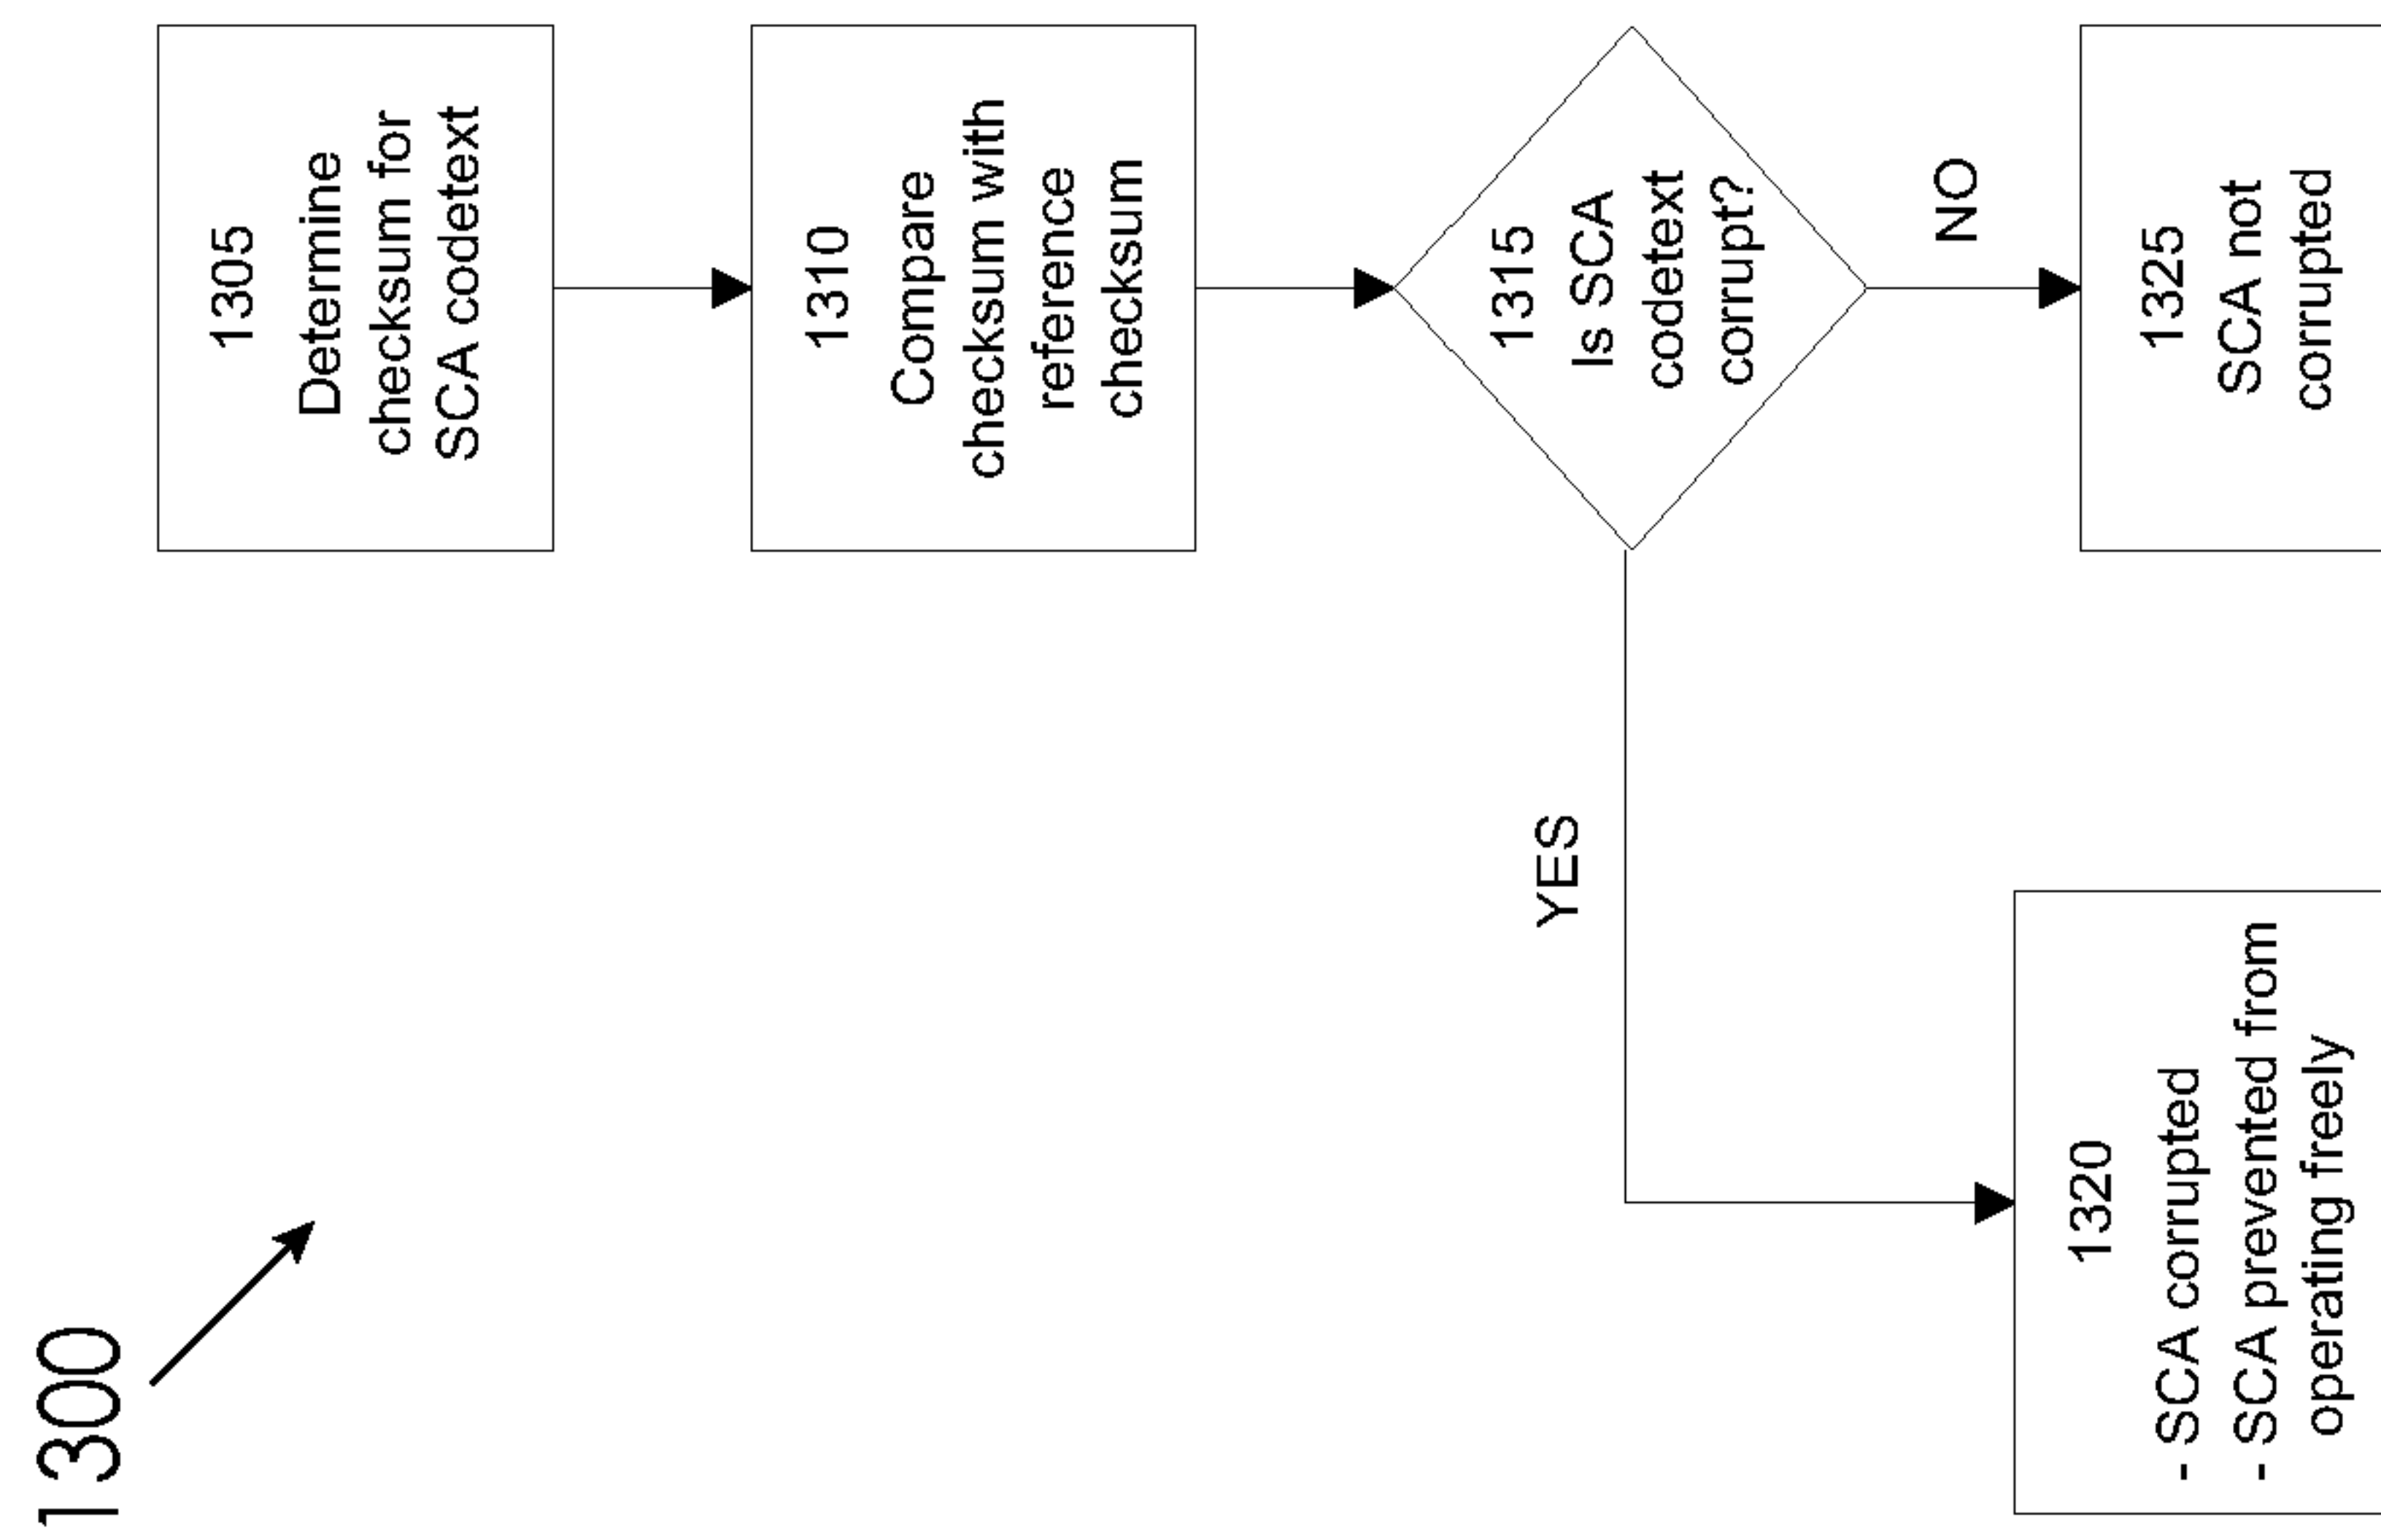 1300
1305
Determine
checksum for
SCA codetext
1310
Compare
checksum with
reference
checksum
1315
Is SCA
codetext
corrupt?
YES
NO
1320
- SCA corrupted
- SCA prevented from
operating freely
1325
SCA not
corrupted